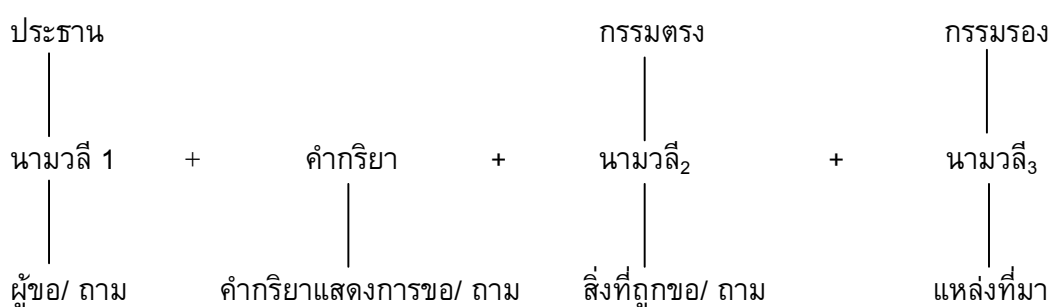 ประธาน กรรมตรง กรรมรอง
นามวลี 1 + คำกริยา + นามวลี₂ + นามวลี₃
ผู้ขอ/ ถาม คำกริยาแสดงการขอ/ ถาม สิ่งที่ถูกขอ/ ถาม แหล่งที่มา